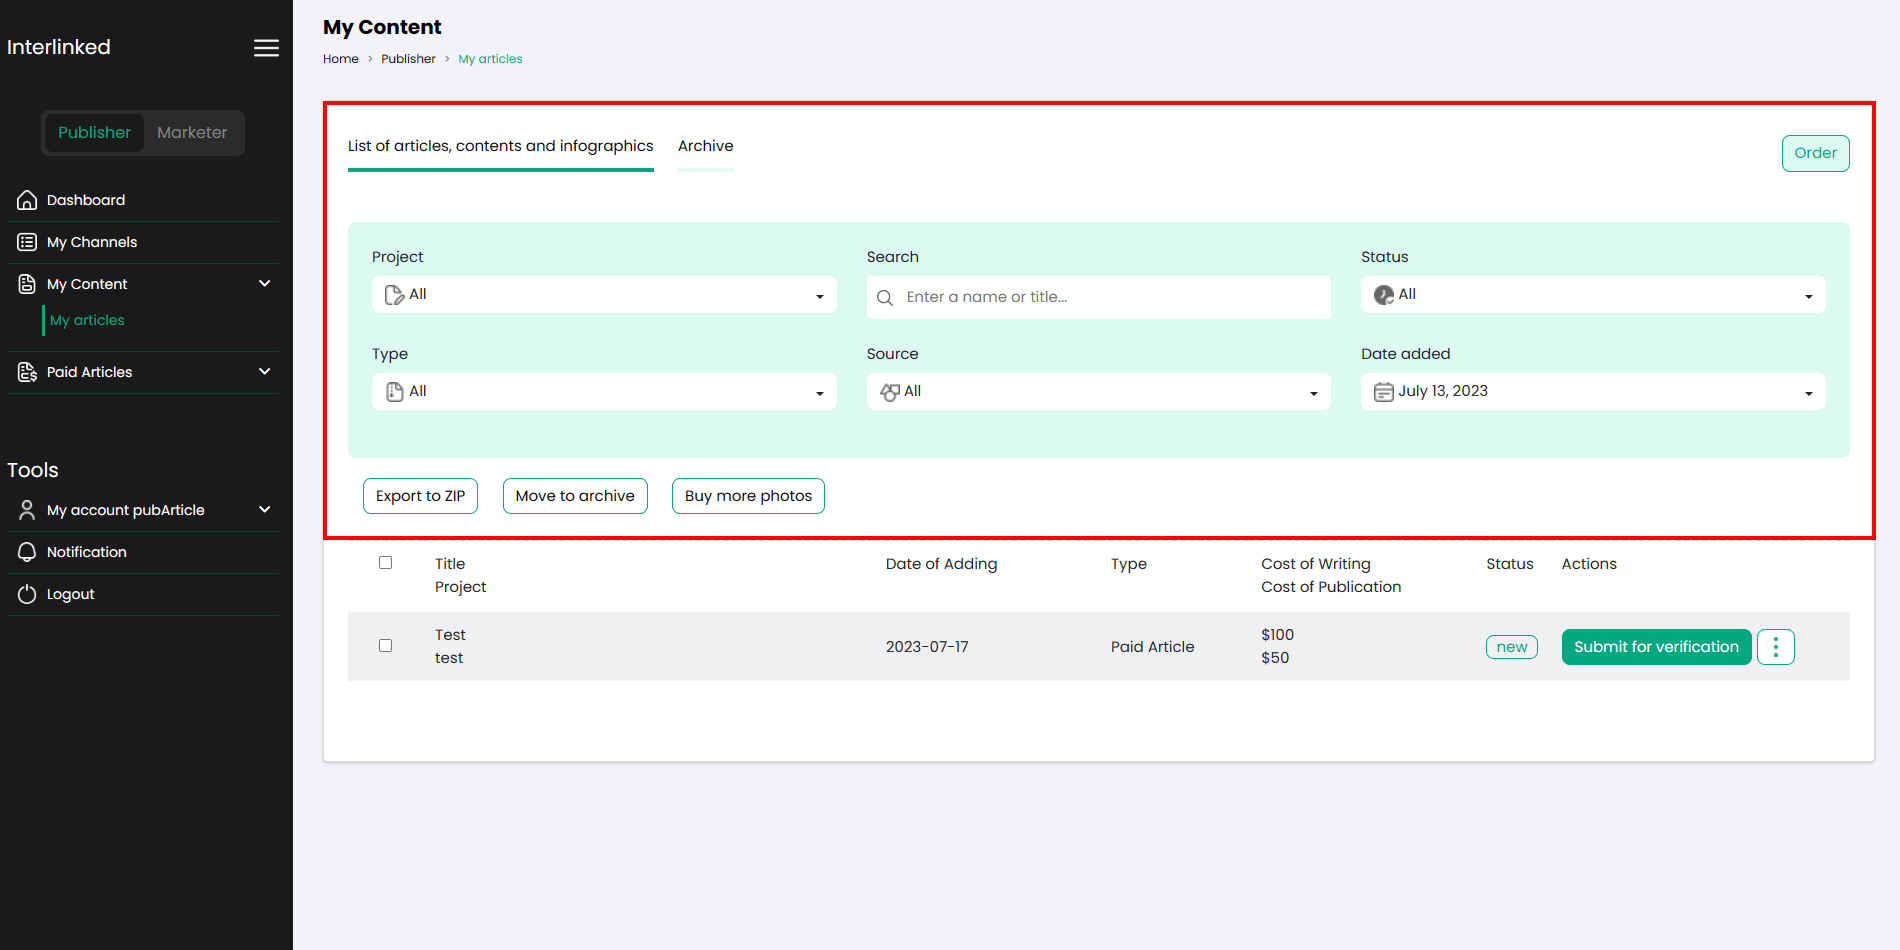 Interlinked
Publisher Marketer
Dashboard
My Channels
My Content
My articles
Paid Articles
Tools
My account pubArticle
Notification
Logout
My Content
Home > Publisher > My articles
List of articles, contents and infographics Archive
Order
Project Search Status
All Enter a name or title... All
Type Source Date added
All All July 13, 2023
Export to ZIP Move to archive Buy more photos
Title Date of Adding Type Cost of Writing Status Actions
Project Cost of Publication
Test $100
2023-07-17 Paid Article new Submit for verification
test $50